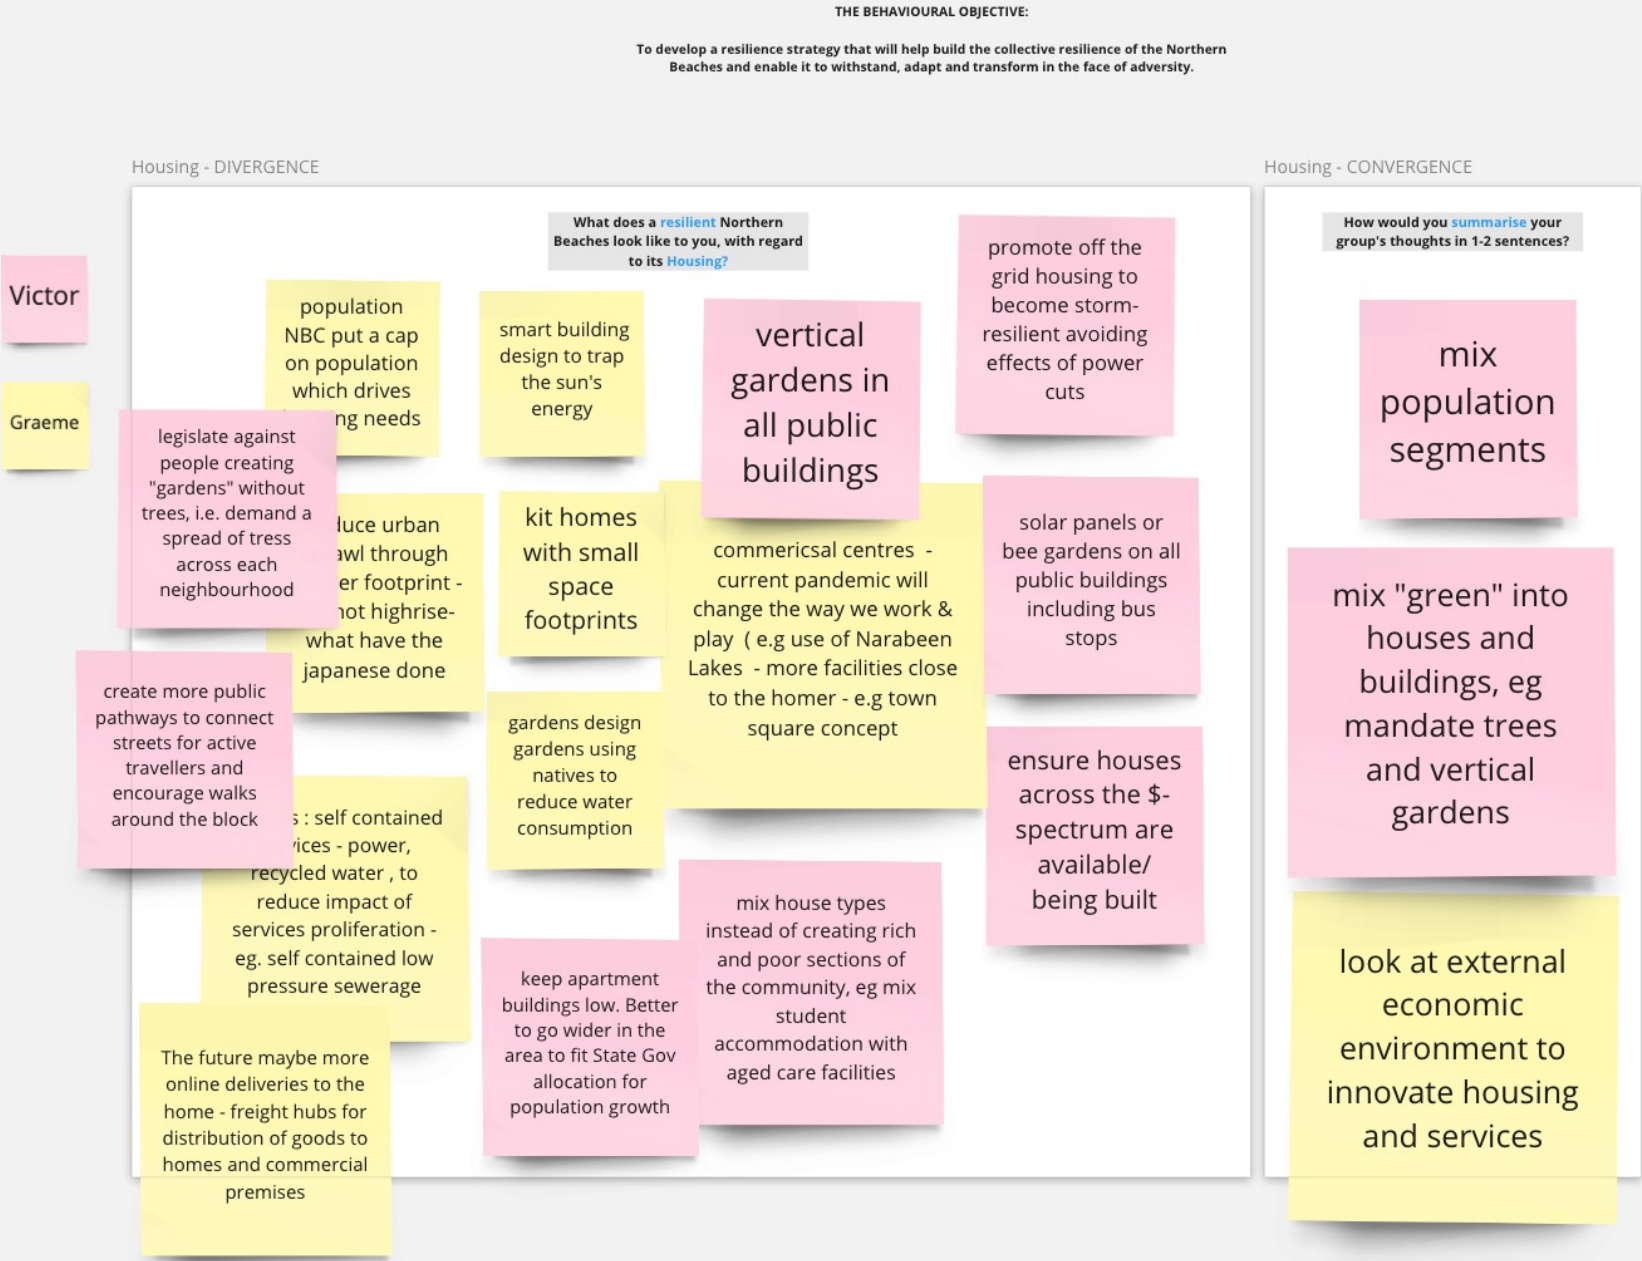 THE BEHAVIOURAL OBJECTIVE:
To develop a resilience strategy that will help build the collective resilience of the Northern
Beaches and enable it to withstand, adapt and transform in the face of adversity.
Housing - DIVERGENCE
What does a resilient Northern
Beaches look like to you, with regard
to its Housing?
Victor
Graeme
population
NBC put a cap
on population
which drives
needs
smart building
design to trap
the sun's
energy
vertical
gardens in
all public
buildings
promote off the
grid housing to
become storm-
resilient avoiding
effects of power
cuts
legislate against
people creating
"gardens" without
trees, i.e. demand a
spread of tress
across each
neighbourhood
urban
through
footprint -
not highrise-
what have the
japanese done
kit homes
with small
space
footprints
commericsal centres -
current pandemic will
change the way we work &
play ( e.g use of Narabeen
Lakes - more facilities close
to the homer - e.g town
square concept
solar panels or
bee gardens on all
public buildings
including bus
stops
create more public
pathways to connect
streets for active
travellers and
encourage walks
around the block
gardens design
gardens using
natives to
reduce water
consumption
ensure houses
across the $-
spectrum are
available/
being built
: self contained
- power,
recycled water , to
reduce impact of
services proliferation -
eg. self contained low
pressure sewerage
mix house types
instead of creating rich
and poor sections of
the community, eg mix
student
accommodation with
aged care facilities
keep apartment
buildings low. Better
to go wider in the
area to fit State Gov
allocation for
population growth
The future maybe more
online deliveries to the
home - freight hubs for
distribution of goods to
homes and commercial
premises
Housing - CONVERGENCE
How would you summarise your
group's thoughts in 1-2 sentences?
mix
population
segments
mix "green" into
houses and
buildings, eg
mandate trees
and vertical
gardens
look at external
economic
environment to
innovate housing
and services